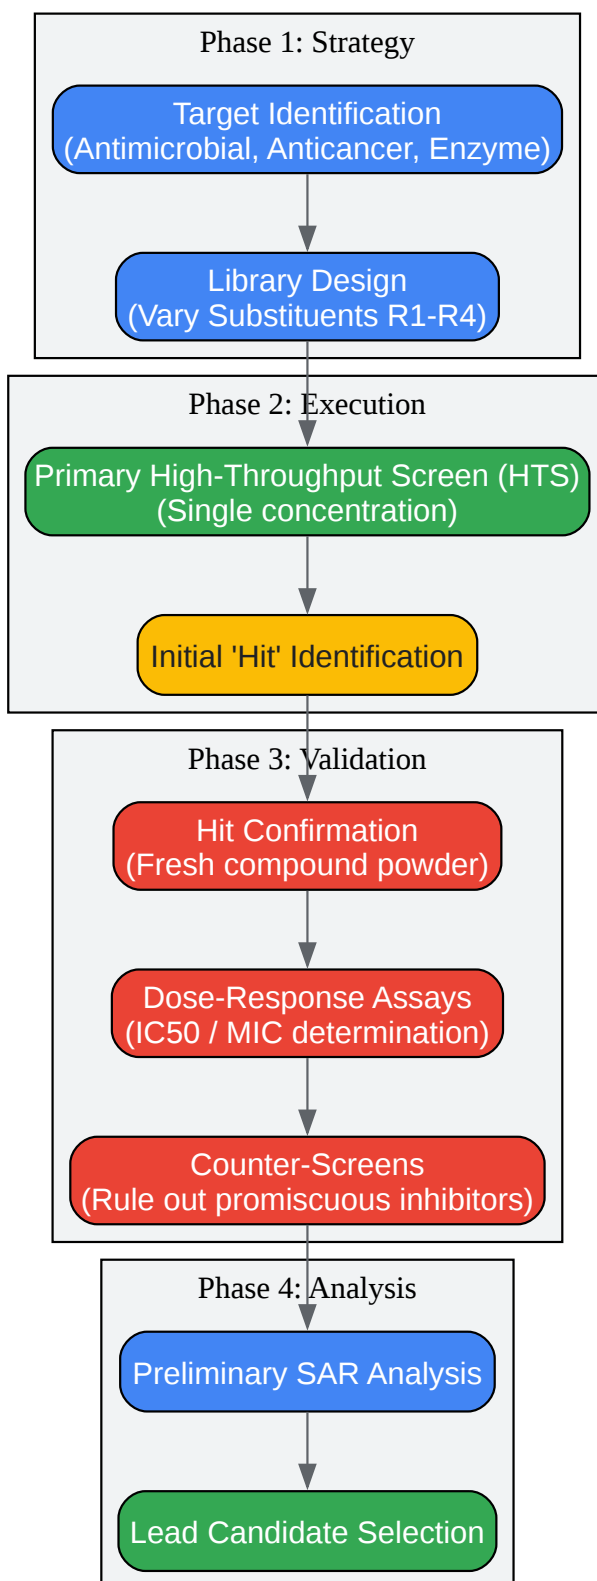 Phase 1: Strategy
Target Identification
(Antimicrobial, Anticancer, Enzyme)
Library Design
(Vary Substituents R1-R4)
Phase 2: Execution
Primary High-Throughput Screen (HTS)
(Single concentration)
Initial 'Hit' Identification
Phase 3: Validation
Hit Confirmation
(Fresh compound powder)
Dose-Response Assays
(IC50 / MIC determination)
Counter-Screens
(Rule out promiscuous inhibitors)
Phase 4: Analysis
Preliminary SAR Analysis
Lead Candidate Selection